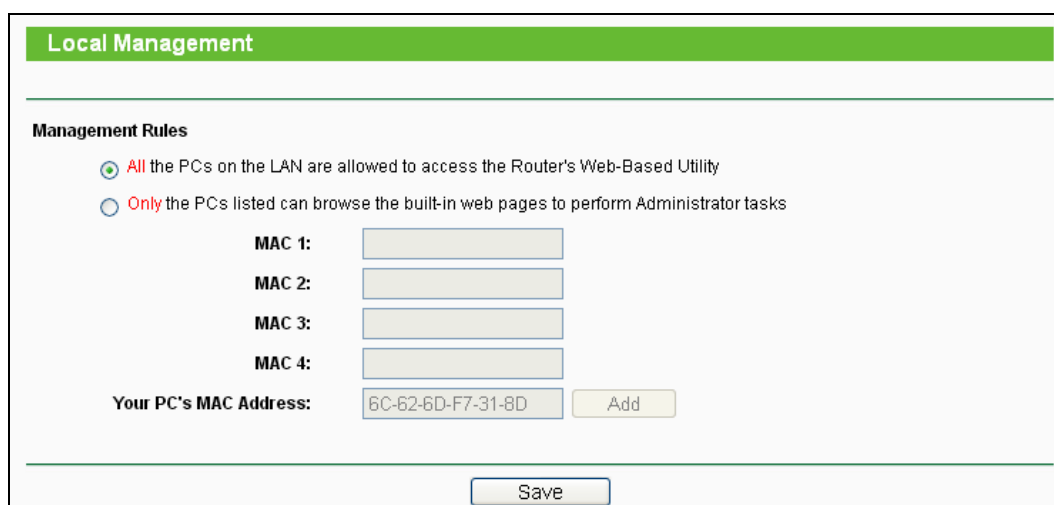 Local Management
Management Rules
All the PCs on the LAN are allowed to access the Router's Web-Based Utility
Only the PCs listed can browse the built-in web pages to perform Administrator tasks
MAC 1:
MAC 2:
MAC 3:
MAC 4:
Your PC's MAC Address: 6C-62-6D-F7-31-8D Add
Save